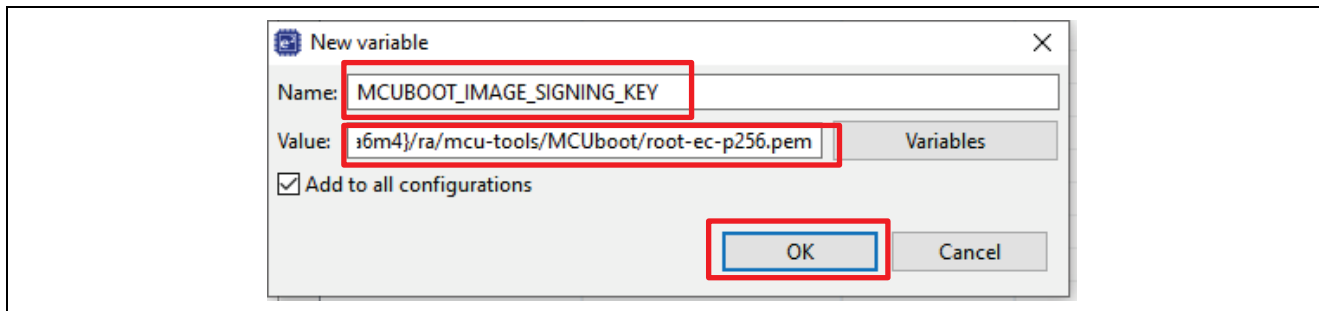 New variable
Name: MCUBOOT_IMAGE_SIGNING_KEY
Value: a6m4}/ra/mcu-tools/MCUboot/root-ec-p256.pem Variables
Add to all configurations
OK Cancel